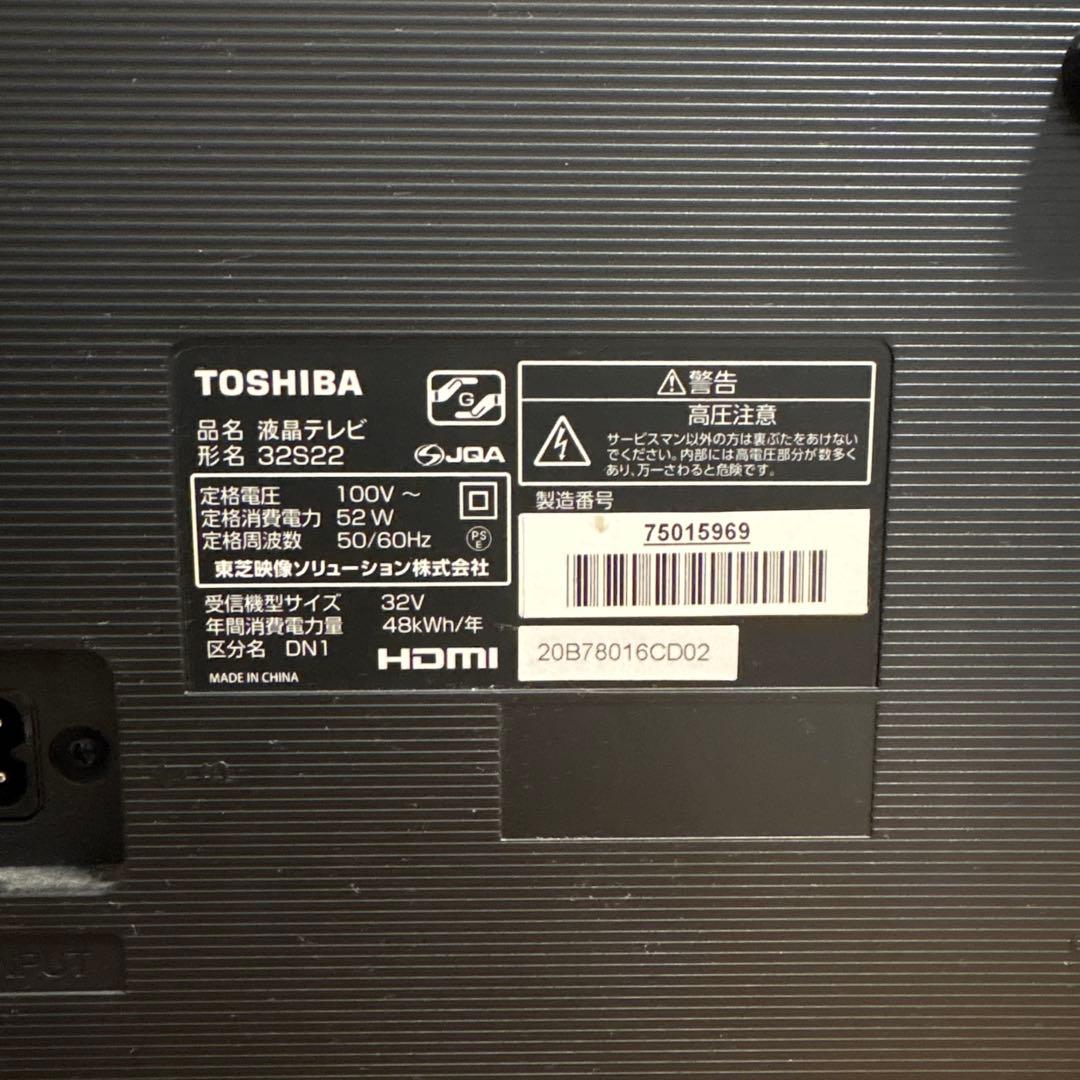 TOSHIBA
G
品名 液晶テレビ
形名 32S22
JQA
定格電圧 100V ～
定格消費電力 52W
定格周波数 50/60Hz
PS
E
東芝映像ソリューション株式会社
受信機型サイズ 32V
年間消費電力量 48kWh/年
区分名 DN1
HDMI
MADE IN CHINA
⚠警告
高圧注意
サービスマン以外の方は裏ぶたをあけない
でください。内部には高電圧部分が数多く
あり、万一さわると危険です。
製造番号
75015969
20B78016CD02